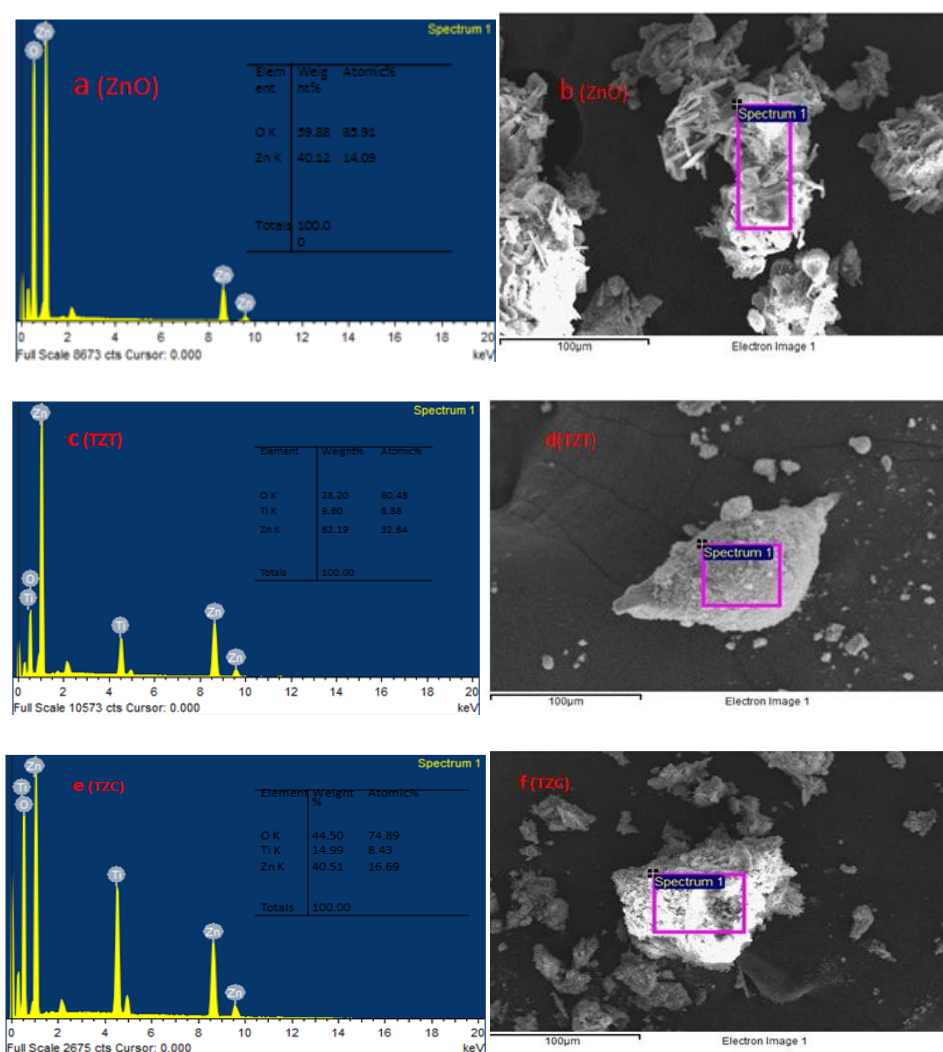 Spectrum 1
Zn
O
a (ZnO)
Elem ent Weig ht% Atomic%
O K 59.88 85.91
Zn K 40.12 14.09
Totals 100.0 0
Zn
Zn
0 2 4 6 8 10 12 14 16 18 20
Full Scale 8673 cts Cursor: 0.000 keV
b (ZnO)
Spectrum 1
100µm Electron Image 1
Spectrum 1
Zn
c (TZT)
Element Weight% Atomic%
O K 28.20 60.48
Ti K 9.60 6.88
Zn K 62.19 32.64
Totals 100.00
O
Ti
Ti
Zn
Zn
0 2 4 6 8 10 12 14 16 18 20
Full Scale 10573 cts Cursor: 0.000 keV
d(TZT)
Spectrum 1
100µm Electron Image 1
Spectrum 1
Zn
Ti
O
e (TZC)
Element Weight % Atomic%
O K 44.50 74.89
Ti K 14.99 8.43
Zn K 40.51 16.69
Totals 100.00
Ti
Zn
Zn
0 2 4 6 8 10 12 14 16 18 20
Full Scale 2675 cts Cursor: 0.000 keV
f (TZC)
Spectrum 1
100µm Electron Image 1